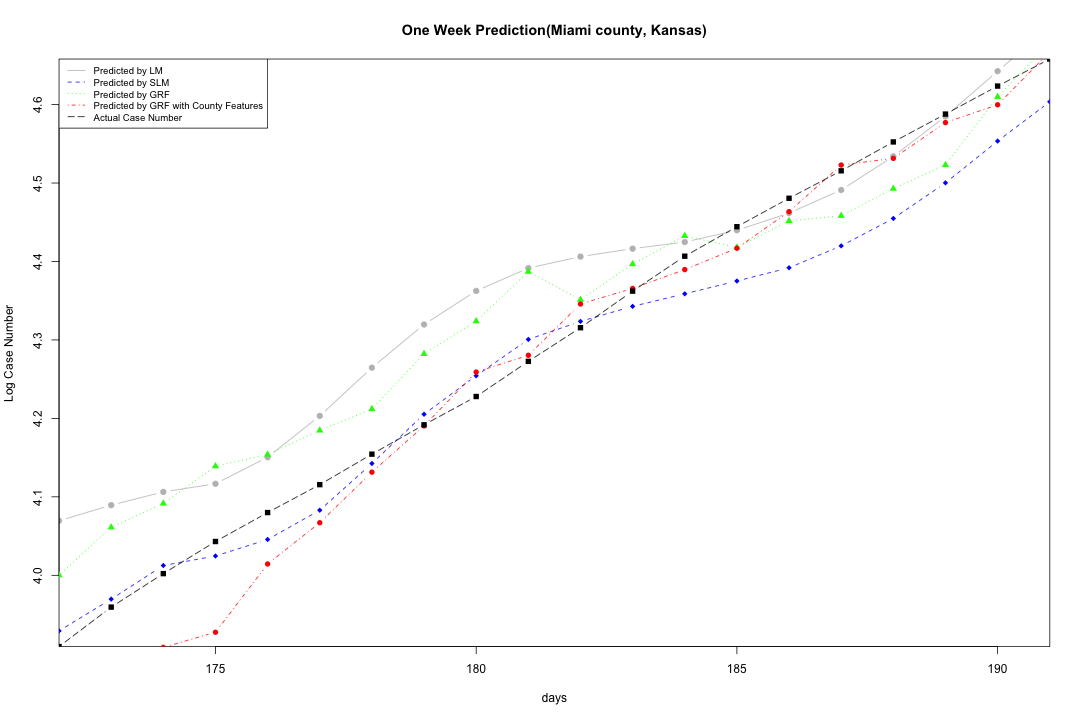 One Week Prediction(Miami county, Kansas)
Predicted by LM
Predicted by SLM
Predicted by GRF
Predicted by GRF with County Features
Actual Case Number
4.6
4.5
4.4
4.3
4.2
4.1
4.0
Log Case Number
175 180 185 190
days